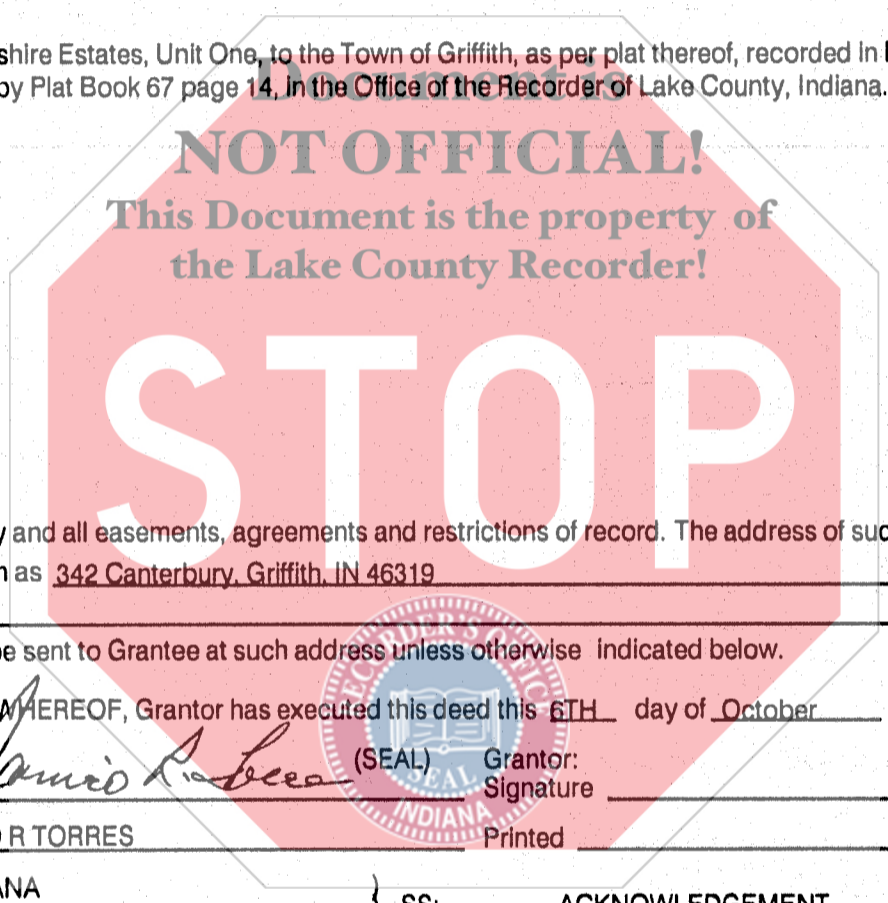 shire Estates, Unit One, to the Town of Griffith, as per plat thereof, recorded in
by Plat Book 67 page 14, in the Office of the Recorder of Lake County, Indiana.
Document is
NOT OFFICIAL!
This Document is the property of
the Lake County Recorder!
STOP
y and all easements, agreements and restrictions of record. The address of suc
n as 342 Canterbury, Griffith, IN 46319
be sent to Grantee at such address unless otherwise indicated below.
WHEREOF, Grantor has executed this deed this 6TH day of October
(SEAL) Grantor:
Signature
R TORRES Printed
ANA
SS: ACKNOWLEDGEMENT
RECORDER'S OFFICE
SEAL
INDIANA